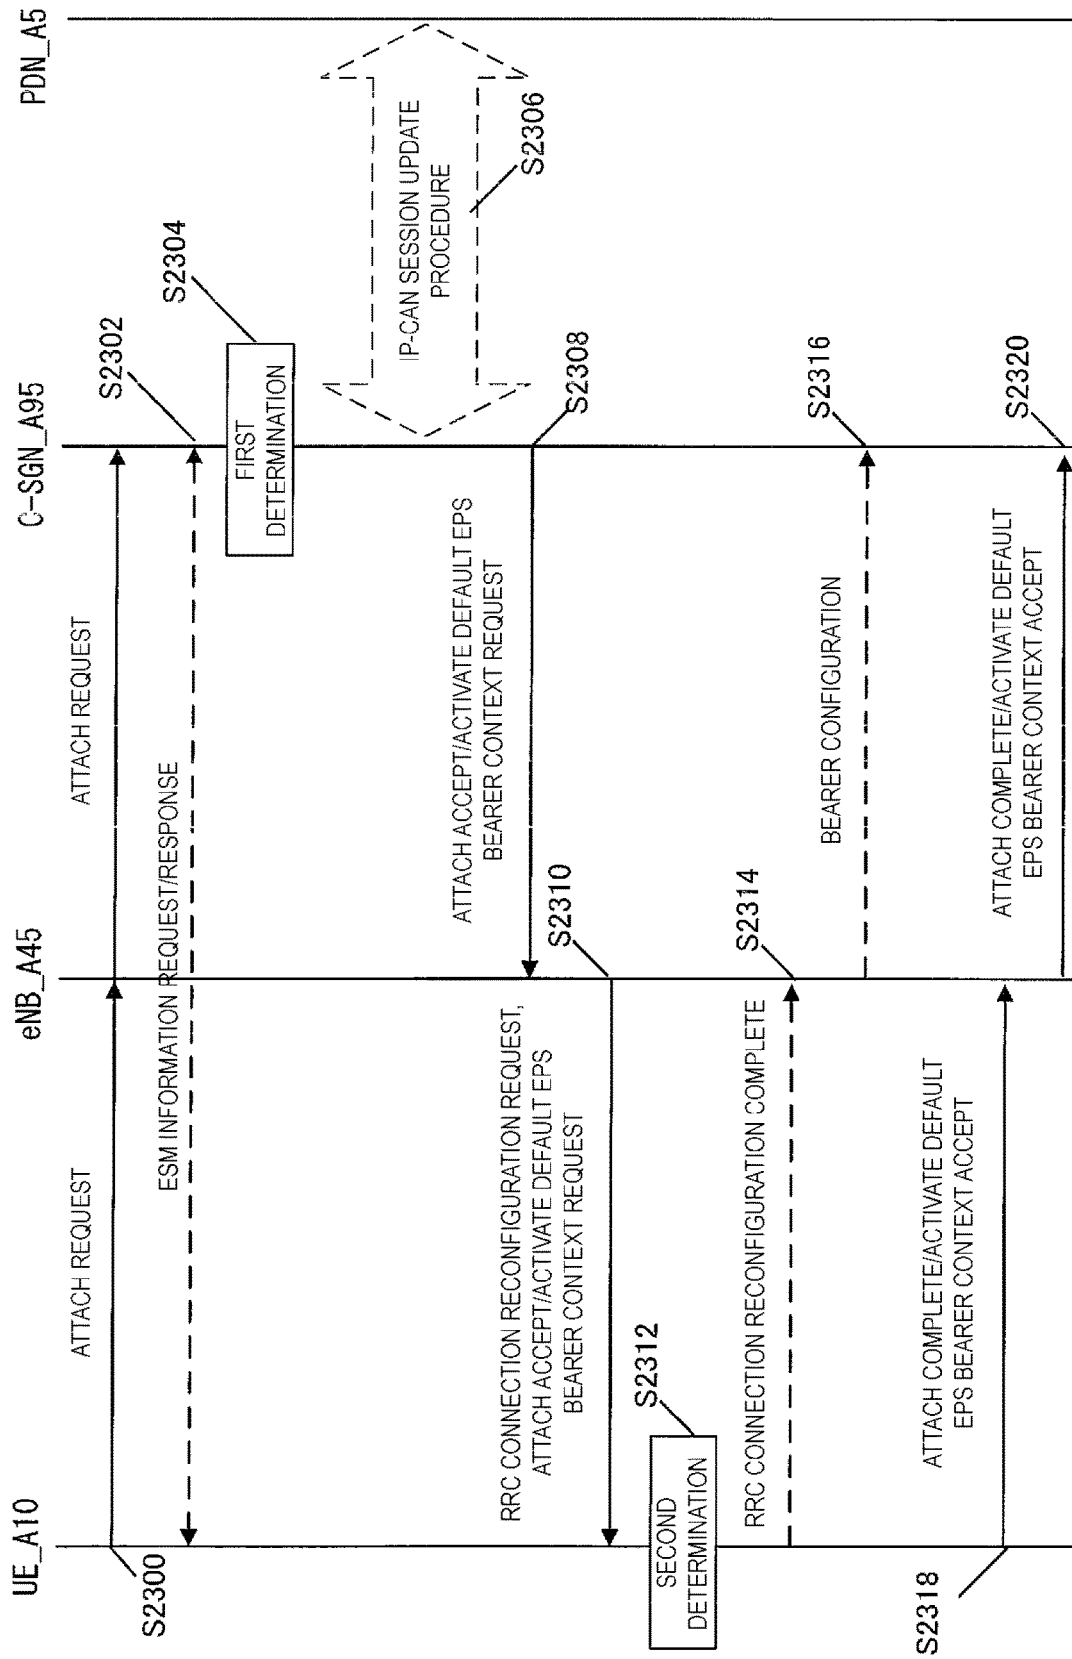 UE_A10
eNB_A45
C-SGN_A95
PDN_A5
S2300
ATTACH REQUEST
ATTACH REQUEST
ESM INFORMATION REQUEST/RESPONSE
S2302
FIRST
DETERMINATION
S2304
IP-CAN SESSION UPDATE
PROCEDURE
S2306
ATTACH ACCEPT/ACTIVATE DEFAULT EPS
BEARER CONTEXT REQUEST
S2308
RRC CONNECTION RECONFIGURATION REQUEST,
ATTACH ACCEPT/ACTIVATE DEFAULT EPS
BEARER CONTEXT REQUEST
S2310
SECOND
DETERMINATION
S2312
RRC CONNECTION RECONFIGURATION COMPLETE
S2314
BEARER CONFIGURATION
S2316
ATTACH COMPLETE/ACTIVATE DEFAULT
EPS BEARER CONTEXT ACCEPT
S2318
ATTACH COMPLETE/ACTIVATE DEFAULT
EPS BEARER CONTEXT ACCEPT
S2320